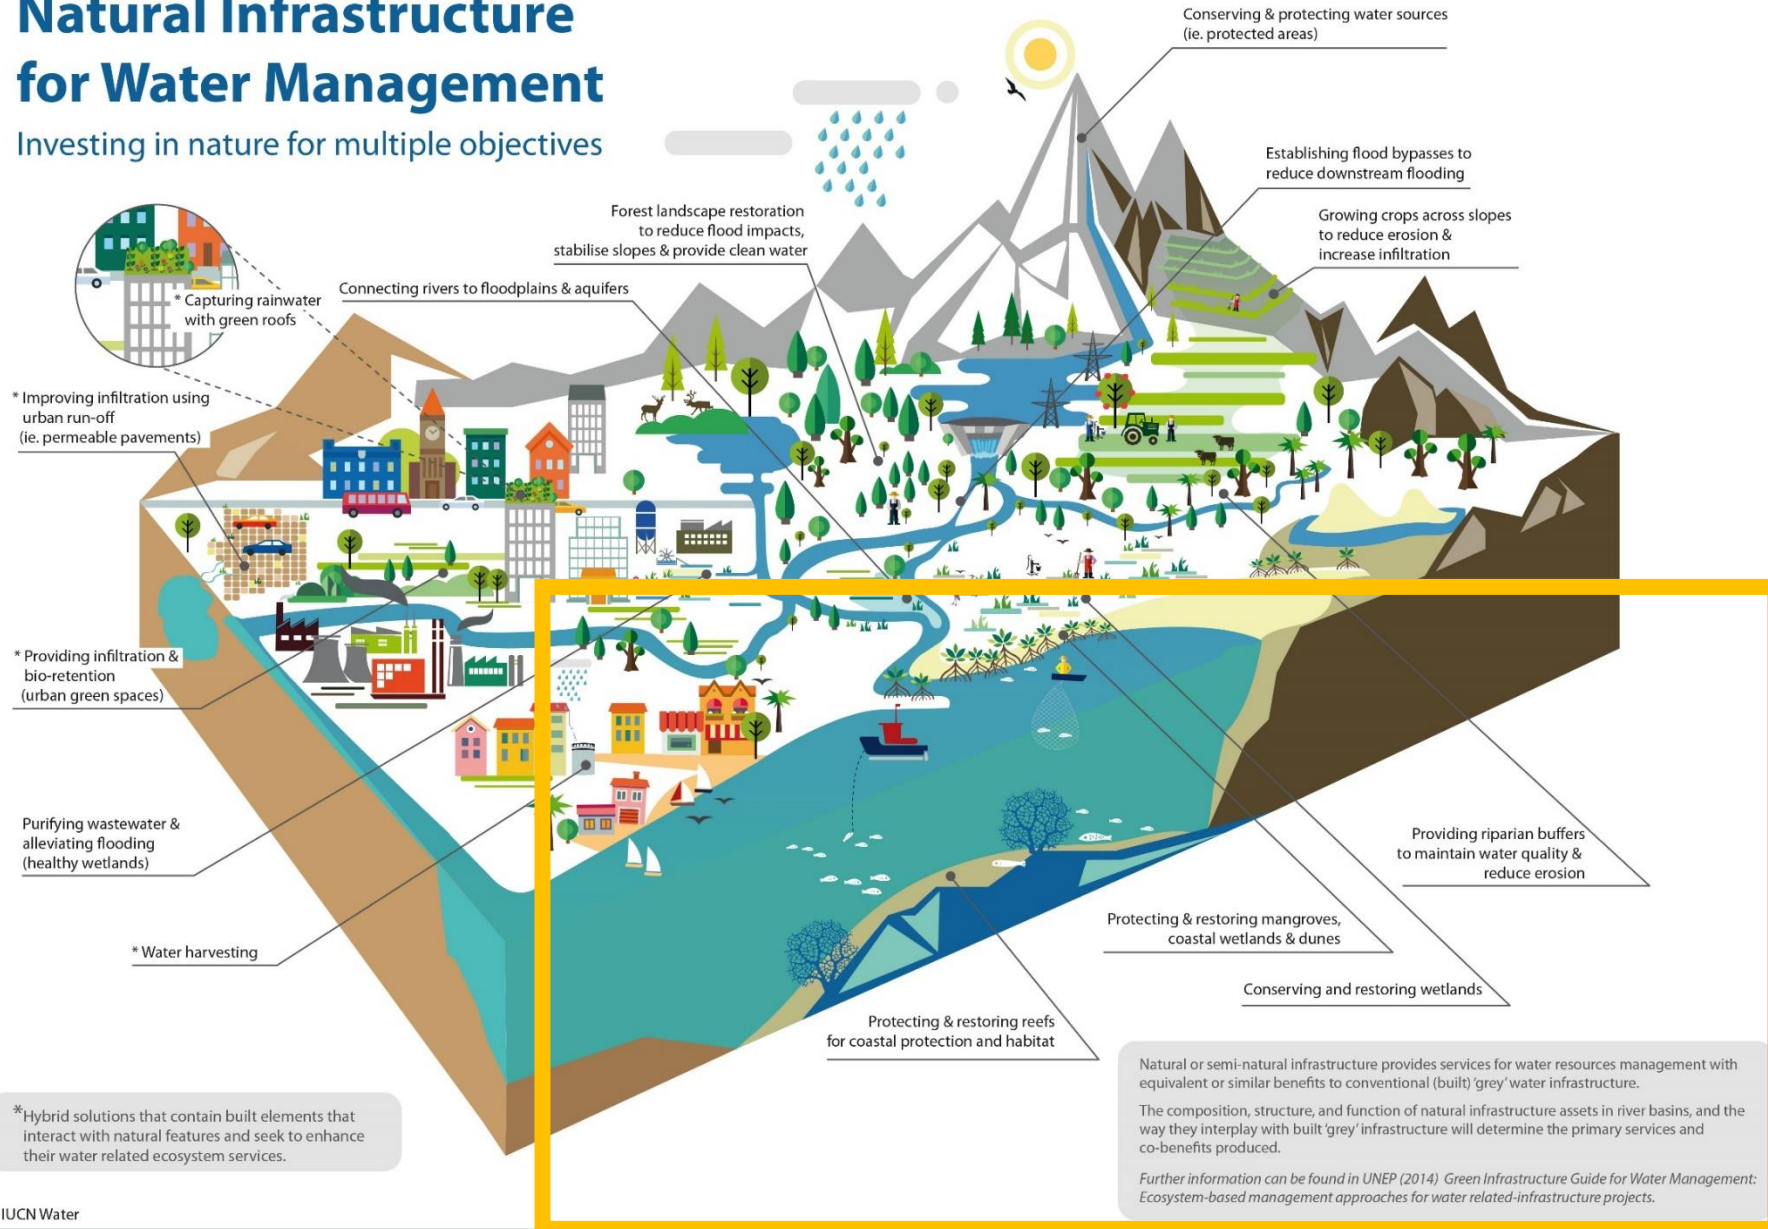 Natural Infrastructure
for Water Management
Investing in nature for multiple objectives
Conserving & protecting water sources
(ie. protected areas)
Establishing flood bypasses to
reduce downstream flooding
Growing crops across slopes
to reduce erosion &
increase infiltration
Forest landscape restoration
to reduce flood impacts,
stabilise slopes & provide clean water
Connecting rivers to floodplains & aquifers
* Capturing rainwater
with green roofs
* Improving infiltration using
urban run-off
(ie. permeable pavements)
* Providing infiltration &
bio-retention
(urban green spaces)
Purifying wastewater &
alleviating flooding
(healthy wetlands)
* Water harvesting
Providing riparian buffers
to maintain water quality &
reduce erosion
Protecting & restoring mangroves,
coastal wetlands & dunes
Conserving and restoring wetlands
Protecting & restoring reefs
for coastal protection and habitat
Natural or semi-natural infrastructure provides services for water resources management with
equivalent or similar benefits to conventional (built) 'grey' water infrastructure.
The composition, structure, and function of natural infrastructure assets in river basins, and the
way they interplay with built 'grey' infrastructure will determine the primary services and
co-benefits produced.
Further information can be found in UNEP (2014) Green Infrastructure Guide for Water Management:
Ecosystem-based management approaches for water related-infrastructure projects.
*Hybrid solutions that contain built elements that
interact with natural features and seek to enhance
their water related ecosystem services.
IUCN Water